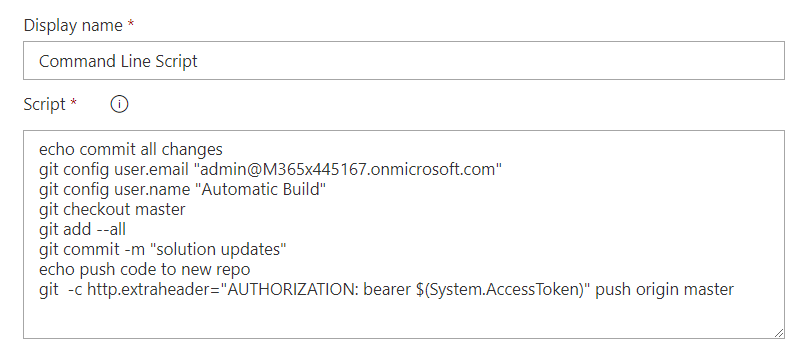 Display name *
Command Line Script
Script * i
echo commit all changes
git config user.email "admin@M365x445167.onmicrosoft.com"
git config user.name "Automatic Build"
git checkout master
git add --all
git commit -m "solution updates"
echo push code to new repo
git  -c http.extraheader="AUTHORIZATION: bearer $(System.AccessToken)" push origin master